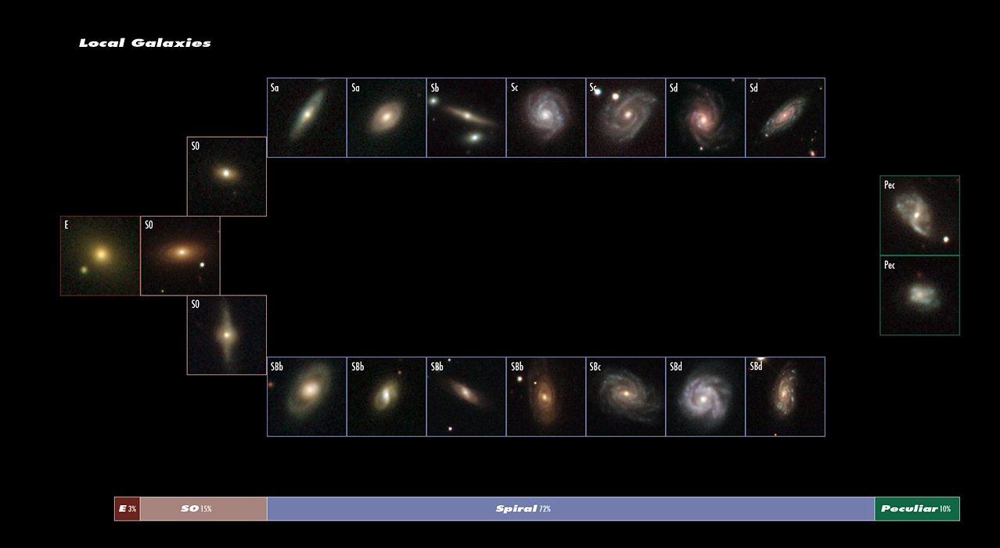 Local Galaxies
Sa
Sa
Sb
Sc
Sc
Sd
Sd
S0
Pec
E
S0
Pec
S0
SBb
SBb
SBb
SBb
SBc
SBd
SBd
E 3%
SO 15%
Spiral 72%
Peculiar 10%